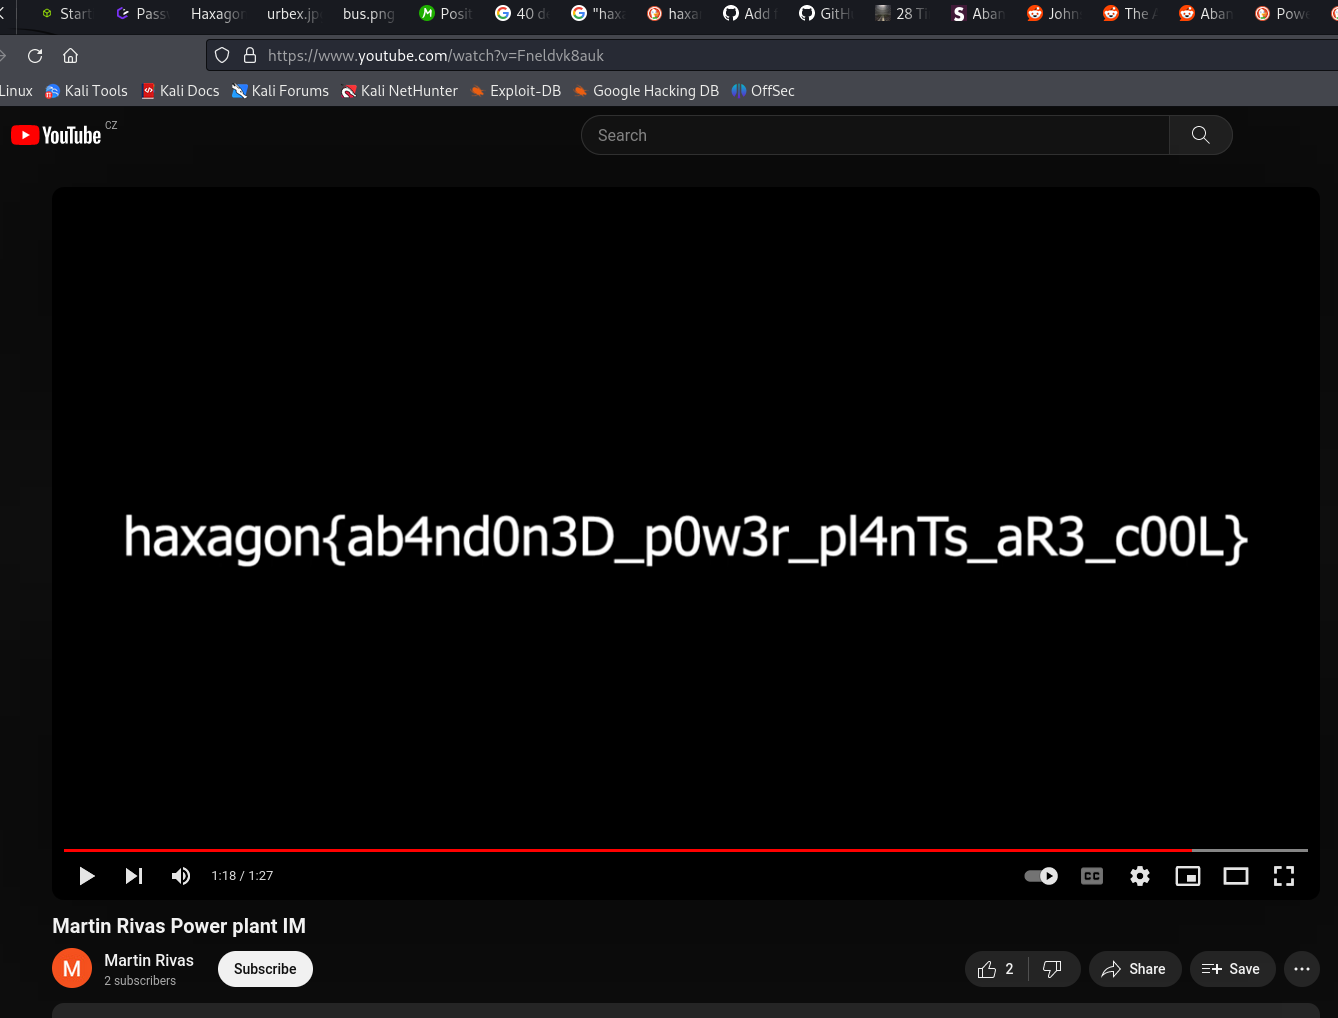 Start Pass Haxagon urbex.jp bus.png Posit 40 d "hax haxa Add GitH 28 Ti Aban John The Aban Pow
https://www.youtube.com/watch?v=Fneldvk8auk
Linux Kali Tools Kali Docs Kali Forums Kali NetHunter Exploit-DB Google Hacking DB OffSec
YouTube CZ Search
haxagon{ab4nd0n3D_p0w3r_pl4nTs_aR3_c00L}
1:18 / 1:27 CC
Martin Rivas Power plant IM
M Martin Rivas
2 subscribers
Subscribe 2 Share Save